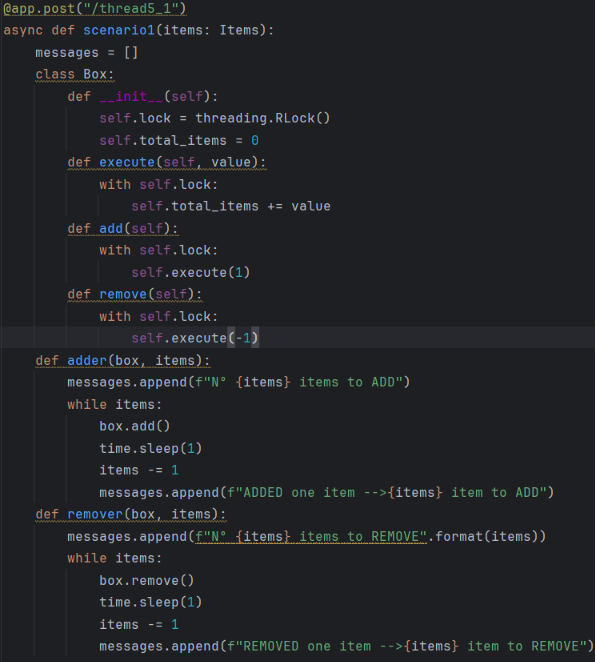 @app.post("/thread5_1")
async def scenario1(items: Items):
    messages = []
    class Box:
        def __init__(self):
            self.lock = threading.RLock()
            self.total_items = 0
        def execute(self, value):
            with self.lock:
                self.total_items += value
        def add(self):
            with self.lock:
                self.execute(1)
        def remove(self):
            with self.lock:
                self.execute(-1)
    def adder(box, items):
        messages.append(f"N° {items} items to ADD")
        while items:
            box.add()
            time.sleep(1)
            items -= 1
            messages.append(f"ADDED one item -->{items} item to ADD")
    def remover(box, items):
        messages.append(f"N° {items} items to REMOVE".format(items))
        while items:
            box.remove()
            time.sleep(1)
            items -= 1
            messages.append(f"REMOVED one item -->{items} item to REMOVE")